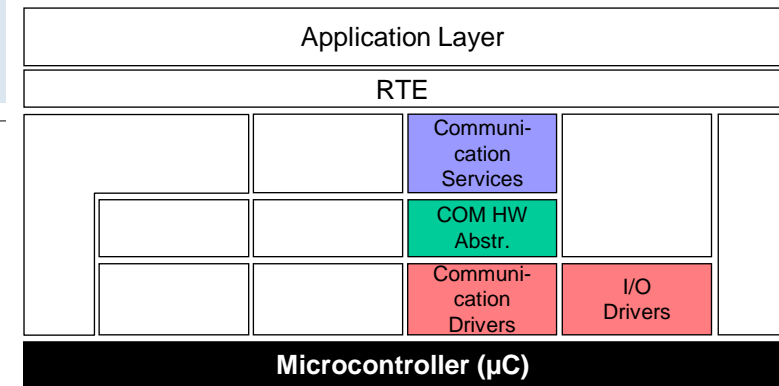 Application Layer
RTE
Communi-
cation
Services
COM HW
Abstr.
Communi-
cation
Drivers
I/O
Drivers
Microcontroller (µC)